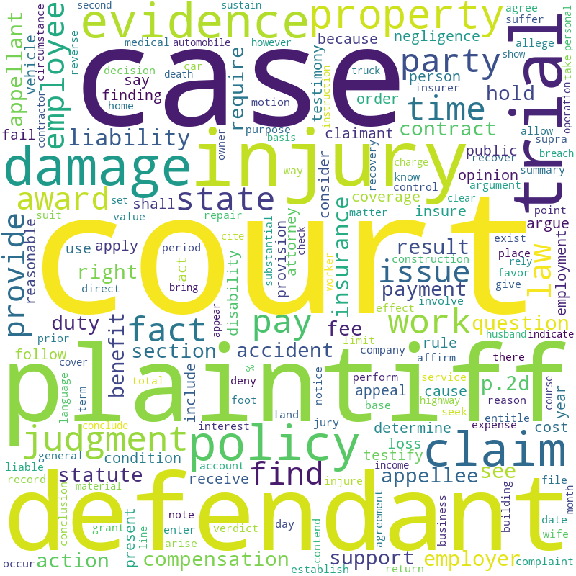 second
sustain
medical
automobile
however
agree
suffer
take
personal
evidence
property
case
trial
reverse
circumstance
appellant
vehicle
employee
contractor
decision
car
death
say
finding
home
motion
truck
insurer
party
negligence
because
allege
show
person
hold
require
testimony
order
claimant
time
operation
fail
liability
purpose
basis
instruction
contract
public
allow
supra
owner
recovery
recover
breach
damage
injury
way
consider
charge
know
control
opinion
clear
argument
summary
award
set
state
coverage
matter
argue
point
shall
value
suit
repair
attorney
insure
place
provide
reasonable
use
apply
period
cite
substantial
provision
check
result
exist
law
employment
rely
favor
give
right
act
direct
bring
disability
insurance
worker
construction
issue
court
duty
fact
appear
pay
payment
effect
involve
work
question
husband
indicate
benefit
section
accident
fee
limit
company
rule
affirm
there
follow
prior
cover
language
term
include
total
deny
so
foot
notice
perform
appeal
cause
service
highway
seek
p.2d
reason
entitle
course
year
plaintiff
conclude
interest
land
jury
base
determine
cost
expense
general
condition
receive
account
income
testify
loss
liable
judgment
policy
claim
record
conclusion
statute
material
note
find
injure
agreement
appellee
see
file
month
business
building
defendant
grant
line
enter
verdict
day
contend
date
wife
occur
action
present
arise
compensation
establish
support
return
employer
complaint